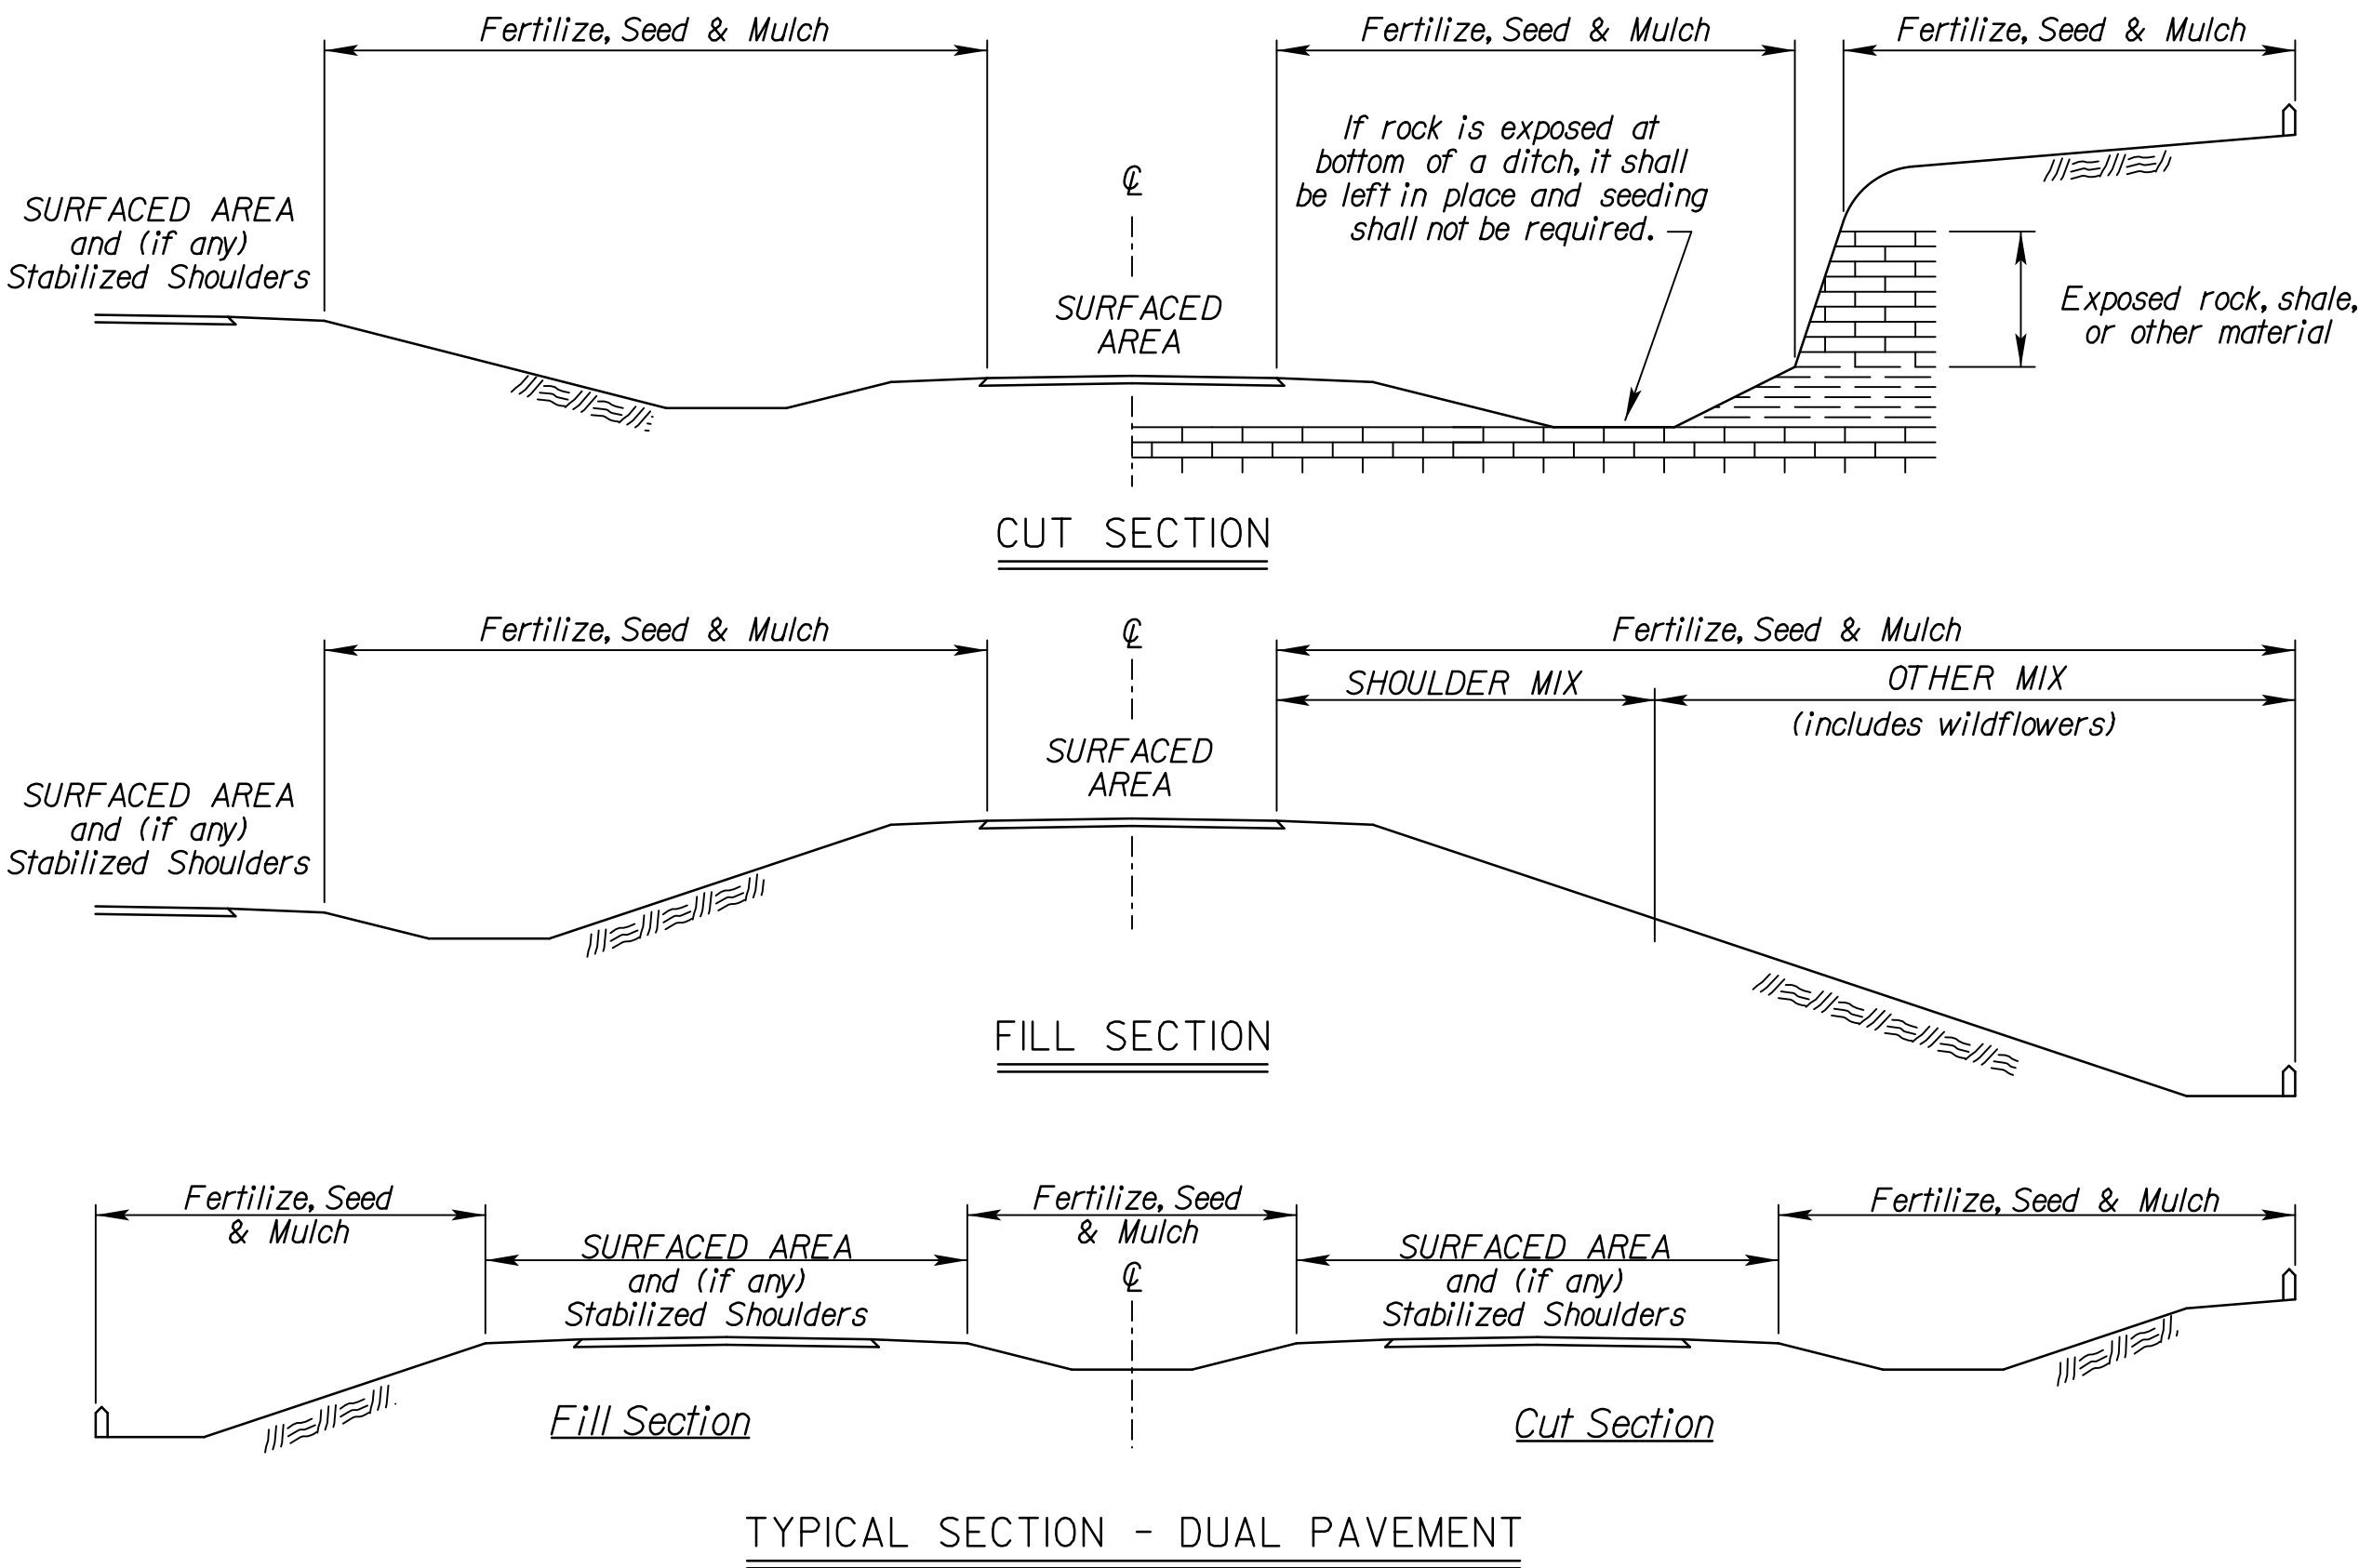 Fertilize, Seed & Mulch
Fertilize, Seed & Mulch
Fertilize, Seed & Mulch
If rock is exposed at
bottom of a ditch, it shall
be left in place and seeding
shall not be required.
℄
SURFACED AREA
and (if any)
Stabilized Shoulders
SURFACED
AREA
Exposed rock, shale,
or other material
CUT SECTION
Fertilize, Seed & Mulch
℄
Fertilize, Seed & Mulch
SHOULDER MIX
OTHER MIX
(includes wildflowers)
SURFACED
AREA
SURFACED AREA
and (if any)
Stabilized Shoulders
FILL SECTION
Fertilize, Seed
& Mulch
Fertilize, Seed
& Mulch
Fertilize, Seed & Mulch
SURFACED AREA
and (if any)
Stabilized Shoulders
℄
SURFACED AREA
and (if any)
Stabilized Shoulders
Fill Section
Cut Section
TYPICAL SECTION - DUAL PAVEMENT